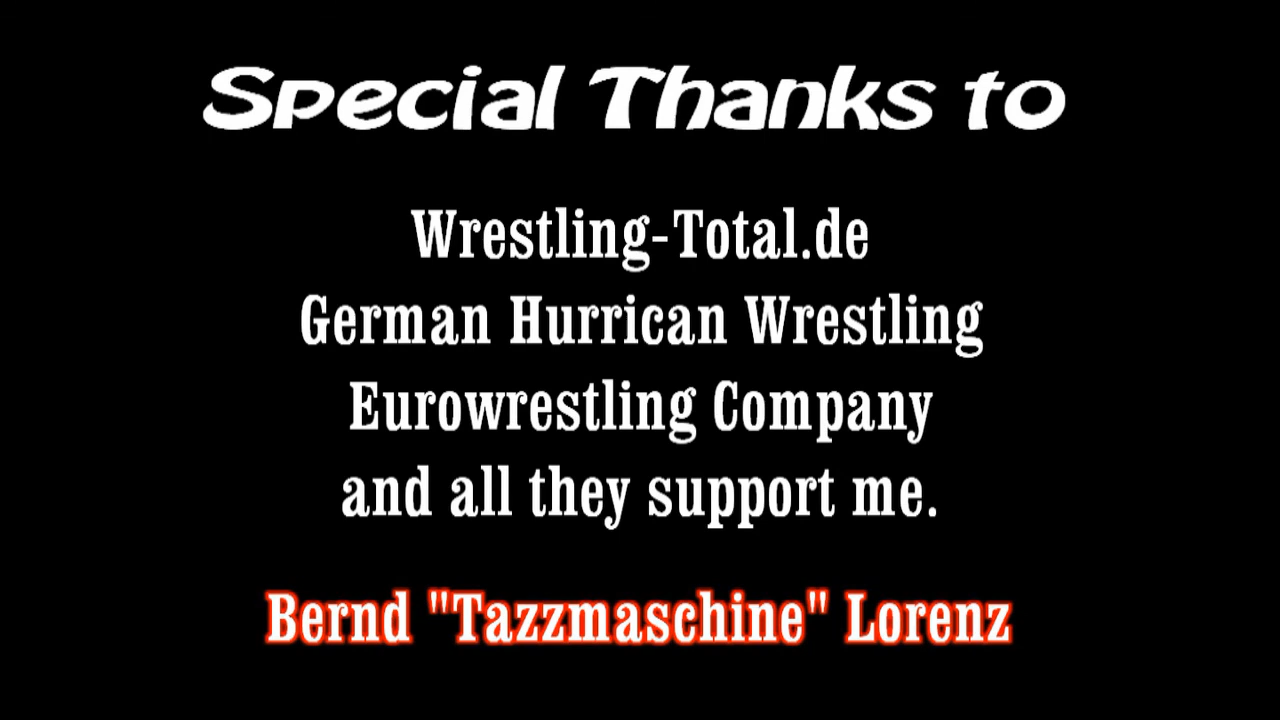 Special Thanks to
Wrestling-Total.de
German Hurrican Wrestling
Eurowrestling Company
and all they support me.
Bernd "Tazzmaschine" Lorenz